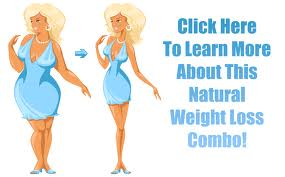 Click Here
To Learn More
About This
Natural
Weight Loss
Combo!